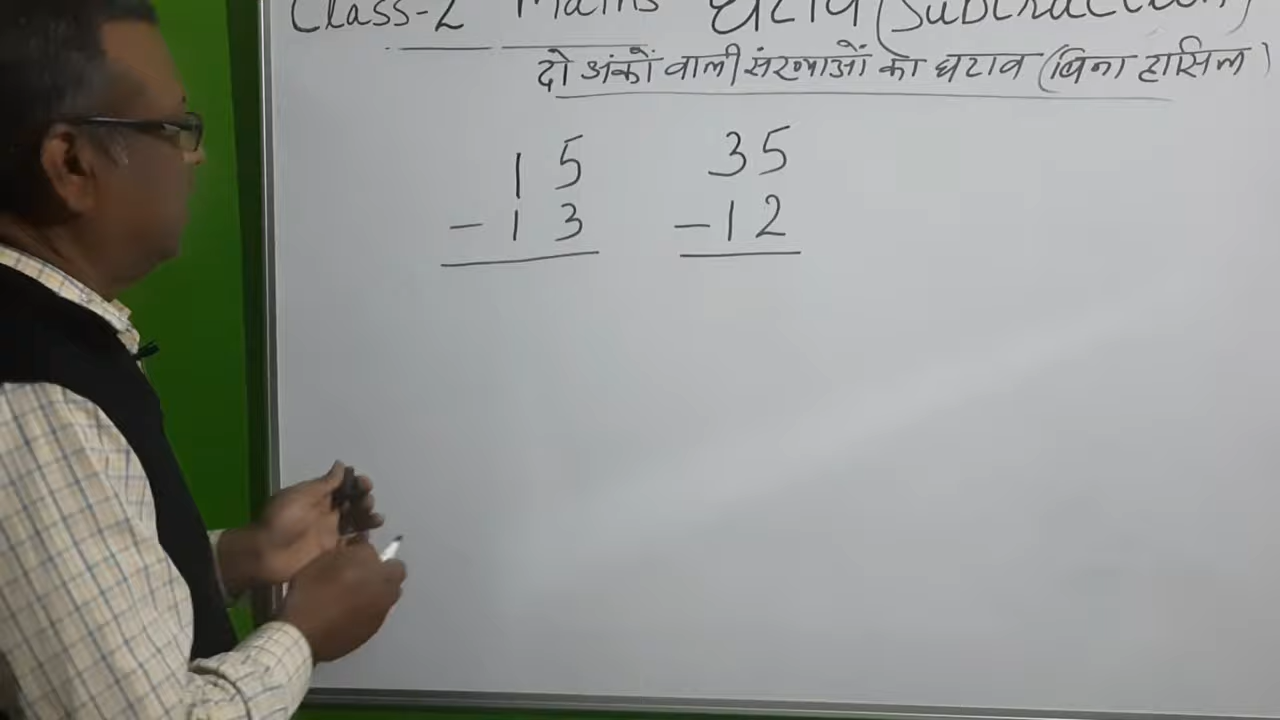 Class-2 Maths घटाव (Subtraction)
दो अंकों वाली संख्याओं का घटाव (बिना हासिल)
15 35
-13 -12